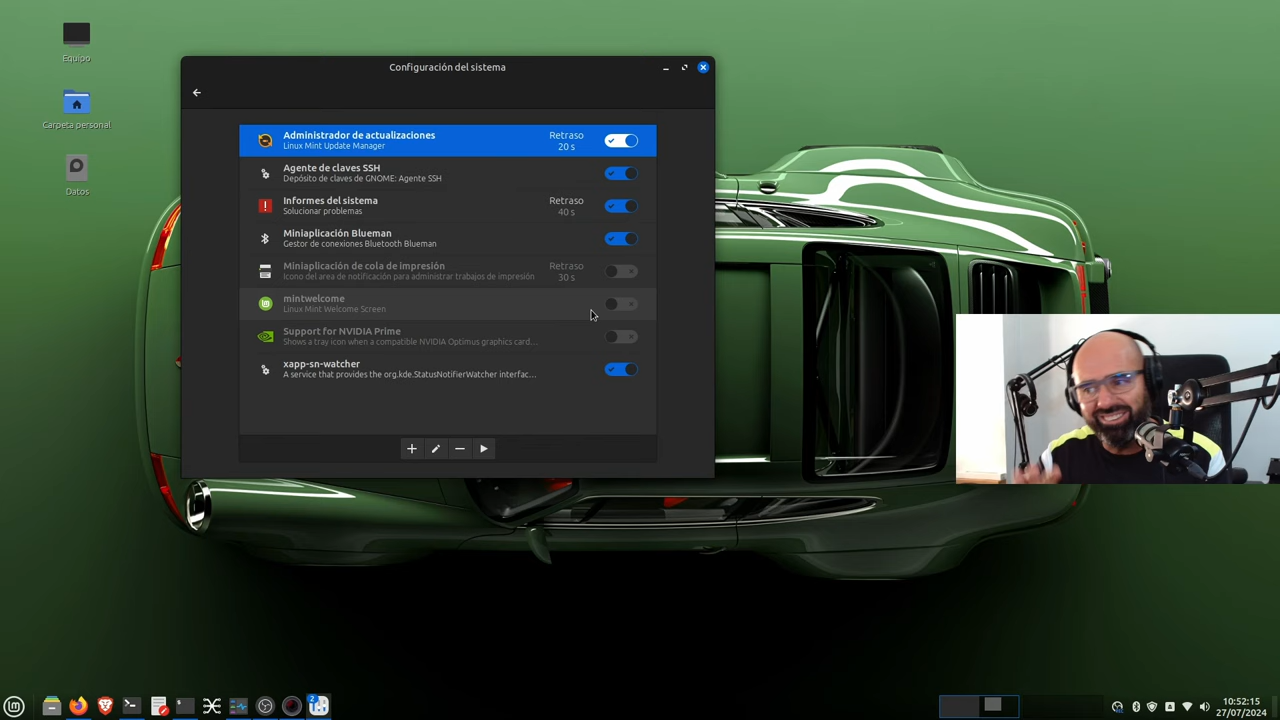 Equipo
Carpeta personal
Datos
Configuración del sistema
Administrador de actualizaciones
Linux Mint Update Manager
Retraso
20 s
Agente de claves SSH
Depósito de claves de GNOME: Agente SSH
Informes del sistema
Solucionar problemas
Retraso
40 s
Miniaplicación Blueman
Gestor de conexiones Bluetooth Blueman
Miniaplicación de cola de impresión
Icono del area de notificación para administrar trabajos de impresión
Retraso
30 s
mintwelcome
Linux Mint Welcome Screen
Support for NVIDIA Prime
Shows a tray icon when a compatible NVIDIA Optimus graphics card...
xapp-sn-watcher
A service that provides the org.kde.StatusNotifierWatcher interfac...
2
10:52:15
27/07/2024